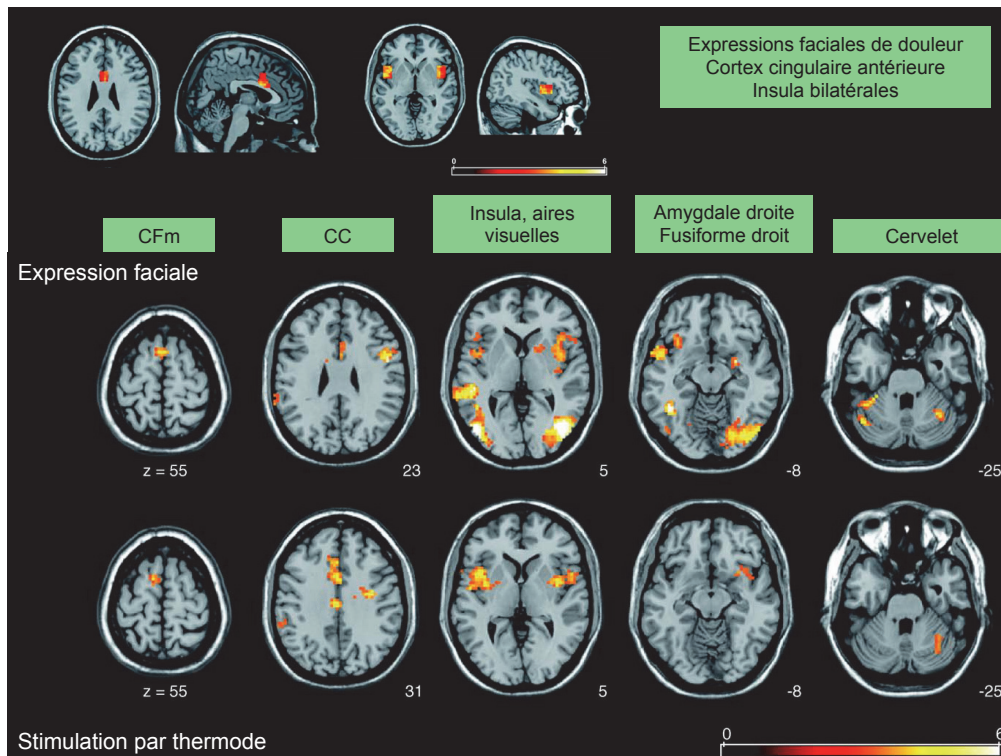 Expressions faciales de douleur
Cortex cingulaire antérieure
Insula bilatérales
0 6
CFm
CC
Insula, aires
visuelles
Amygdale droite
Fusiforme droit
Cervelet
Expression faciale
z = 55 23 5 -8 -25
z = 55 31 5 -8 -25
Stimulation par thermode
0 6